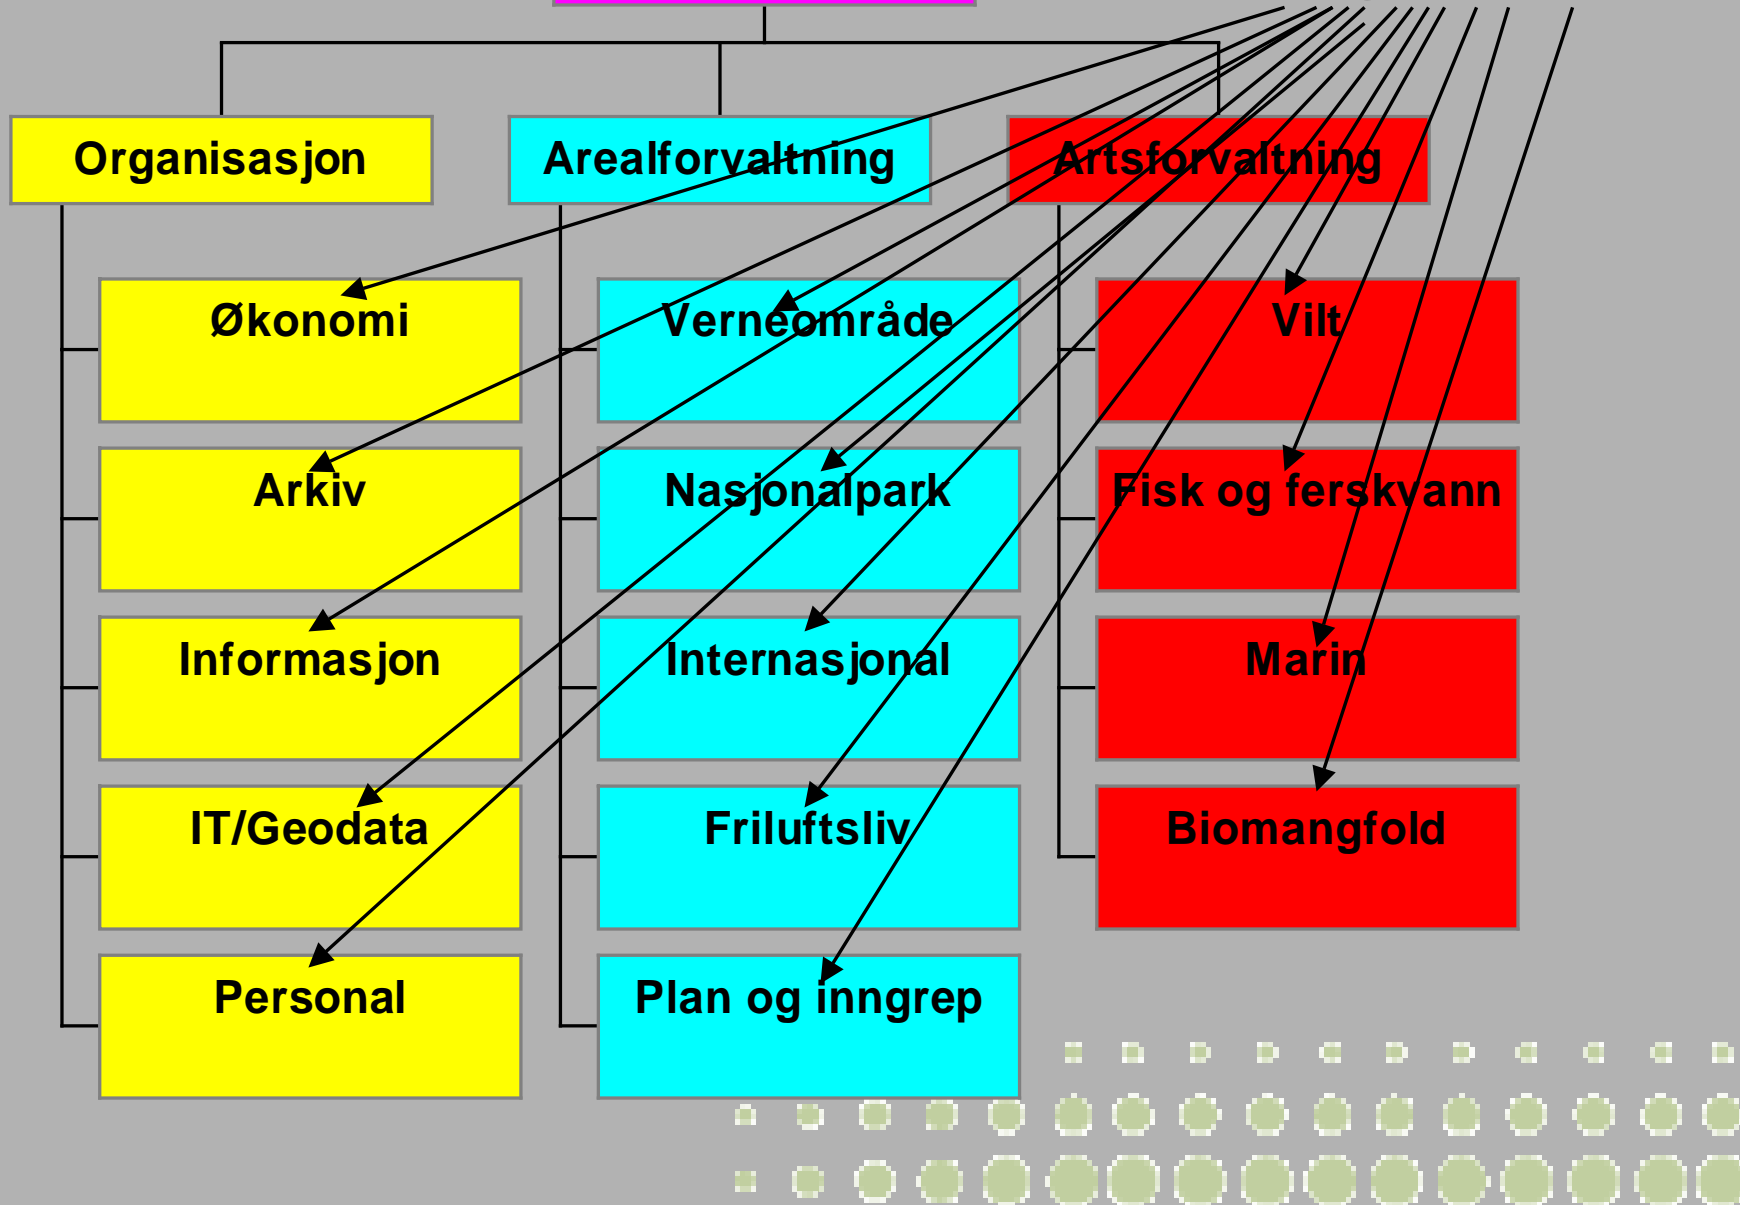 Organisasjon
Arealforvaltning
Artsforvaltning
Økonomi
Verneområde
Vilt
Arkiv
Nasjonalpark
Fisk og ferskvann
Informasjon
Internasjonal
Marin
IT/Geodata
Friluftsliv
Biomangfold
Personal
Plan og inngrep